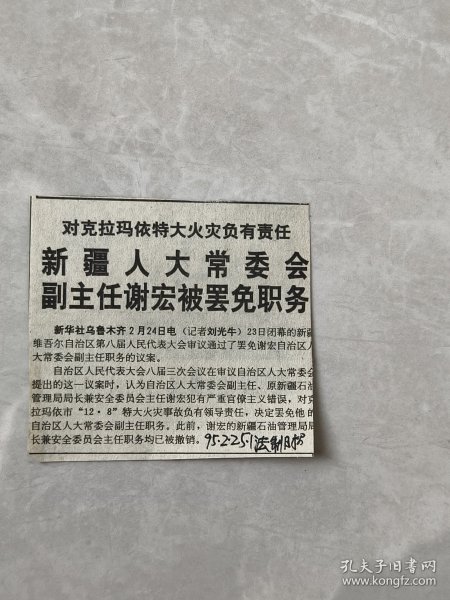 对克拉玛依特大火灾负有责任
新疆人大常委会
副主任谢宏被罢免职务
新华社乌鲁木齐2月24日电（记者刘光牛）23日闭幕的新疆
维吾尔自治区第八届人民代表大会审议通过了罢免谢宏自治区人
大常委会副主任职务的议案。
自治区人民代表大会八届三次会议在审议自治区人大常委会
提出的这一议案时，认为自治区人大常委会副主任、原新疆石油
管理局局长兼安全委员会主任谢宏犯有严重官僚主义错误，对克
拉玛依市“12·8”特大火灾事故负有领导责任，决定罢免他的
自治区人大常委会副主任职务。此前，谢宏的新疆石油管理局局
长兼安全委员会主任职务均已被撤销。
95.2.25.1法制日报
孔夫子旧书网
www.kongfz.com